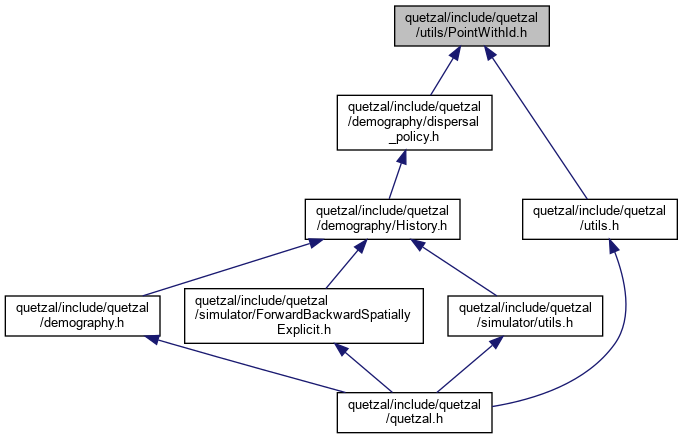 quetzal/include/quetzal
/utils/PointWithId.h
quetzal/include/quetzal
/demography/dispersal
_policy.h
quetzal/include/quetzal
/demography/History.h
quetzal/include/quetzal
/utils.h
quetzal/include/quetzal
/demography.h
quetzal/include/quetzal
/simulator/ForwardBackwardSpatially
Explicit.h
quetzal/include/quetzal
/simulator/utils.h
quetzal/include/quetzal
/quetzal.h